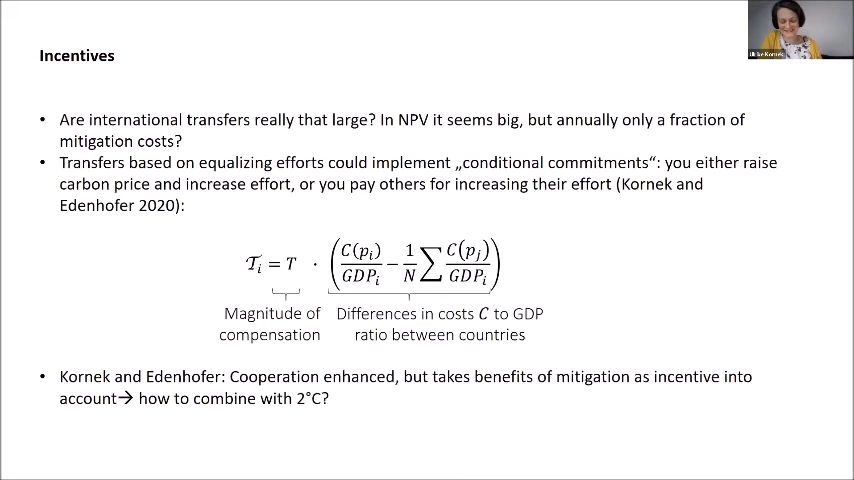 Incentives
• Are international transfers really that large? In NPV it seems big, but annually only a fraction of
mitigation costs?
• Transfers based on equalizing efforts could implement „conditional commitments“: you either raise
carbon price and increase effort, or you pay others for increasing their effort (Kornek and
Edenhofer 2020):
𝒯ᵢ = T · ( C(pᵢ)/GDPᵢ − 1/N ∑ C(pⱼ)/GDPᵢ )
Magnitude of
compensation
Differences in costs C to GDP
ratio between countries
• Kornek and Edenhofer: Cooperation enhanced, but takes benefits of mitigation as incentive into
account→ how to combine with 2°C?
Ulrike Kornek